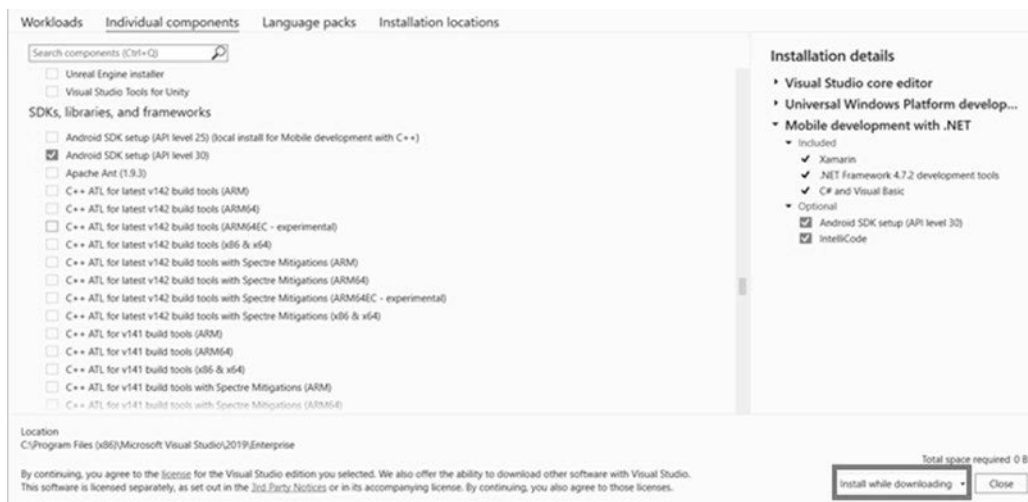 Workloads Individual components Language packs Installation locations
Search components (Ctrl+Q)
Unreal Engine installer
Visual Studio Tools for Unity
SDKs, libraries, and frameworks
Android SDK setup (API level 25) (local install for Mobile development with C++)
Android SDK setup (API level 30)
Apache Ant (1.9.3)
C++ ATL for latest v142 build tools (ARM)
C++ ATL for latest v142 build tools (ARM64)
C++ ATL for latest v142 build tools (ARM64EC - experimental)
C++ ATL for latest v142 build tools (x86 & x64)
C++ ATL for latest v142 build tools with Spectre Mitigations (ARM)
C++ ATL for latest v142 build tools with Spectre Mitigations (ARM64)
C++ ATL for latest v142 build tools with Spectre Mitigations (ARM64EC - experimental)
C++ ATL for latest v142 build tools with Spectre Mitigations (x86 & x64)
C++ ATL for v141 build tools (ARM)
C++ ATL for v141 build tools (ARM64)
C++ ATL for v141 build tools (x86 & x64)
C++ ATL for v141 build tools with Spectre Mitigations (ARM)
C++ ATL for v141 build tools with Spectre Mitigations (ARM64)
Installation details
Visual Studio core editor
Universal Windows Platform develop...
Mobile development with .NET
Included
Xamarin
.NET Framework 4.7.2 development tools
C# and Visual Basic
Optional
Android SDK setup (API level 30)
IntelliCode
Location
C:\Program Files (x86)\Microsoft Visual Studio\2019\Enterprise
Total space required 0 B
By continuing, you agree to the license for the Visual Studio edition you selected. We also offer the ability to download other software with Visual Studio.
This software is licensed separately, as set out in the 3rd Party Notices or in its accompanying license. By continuing, you also agree to those licenses.
Install while downloading Close